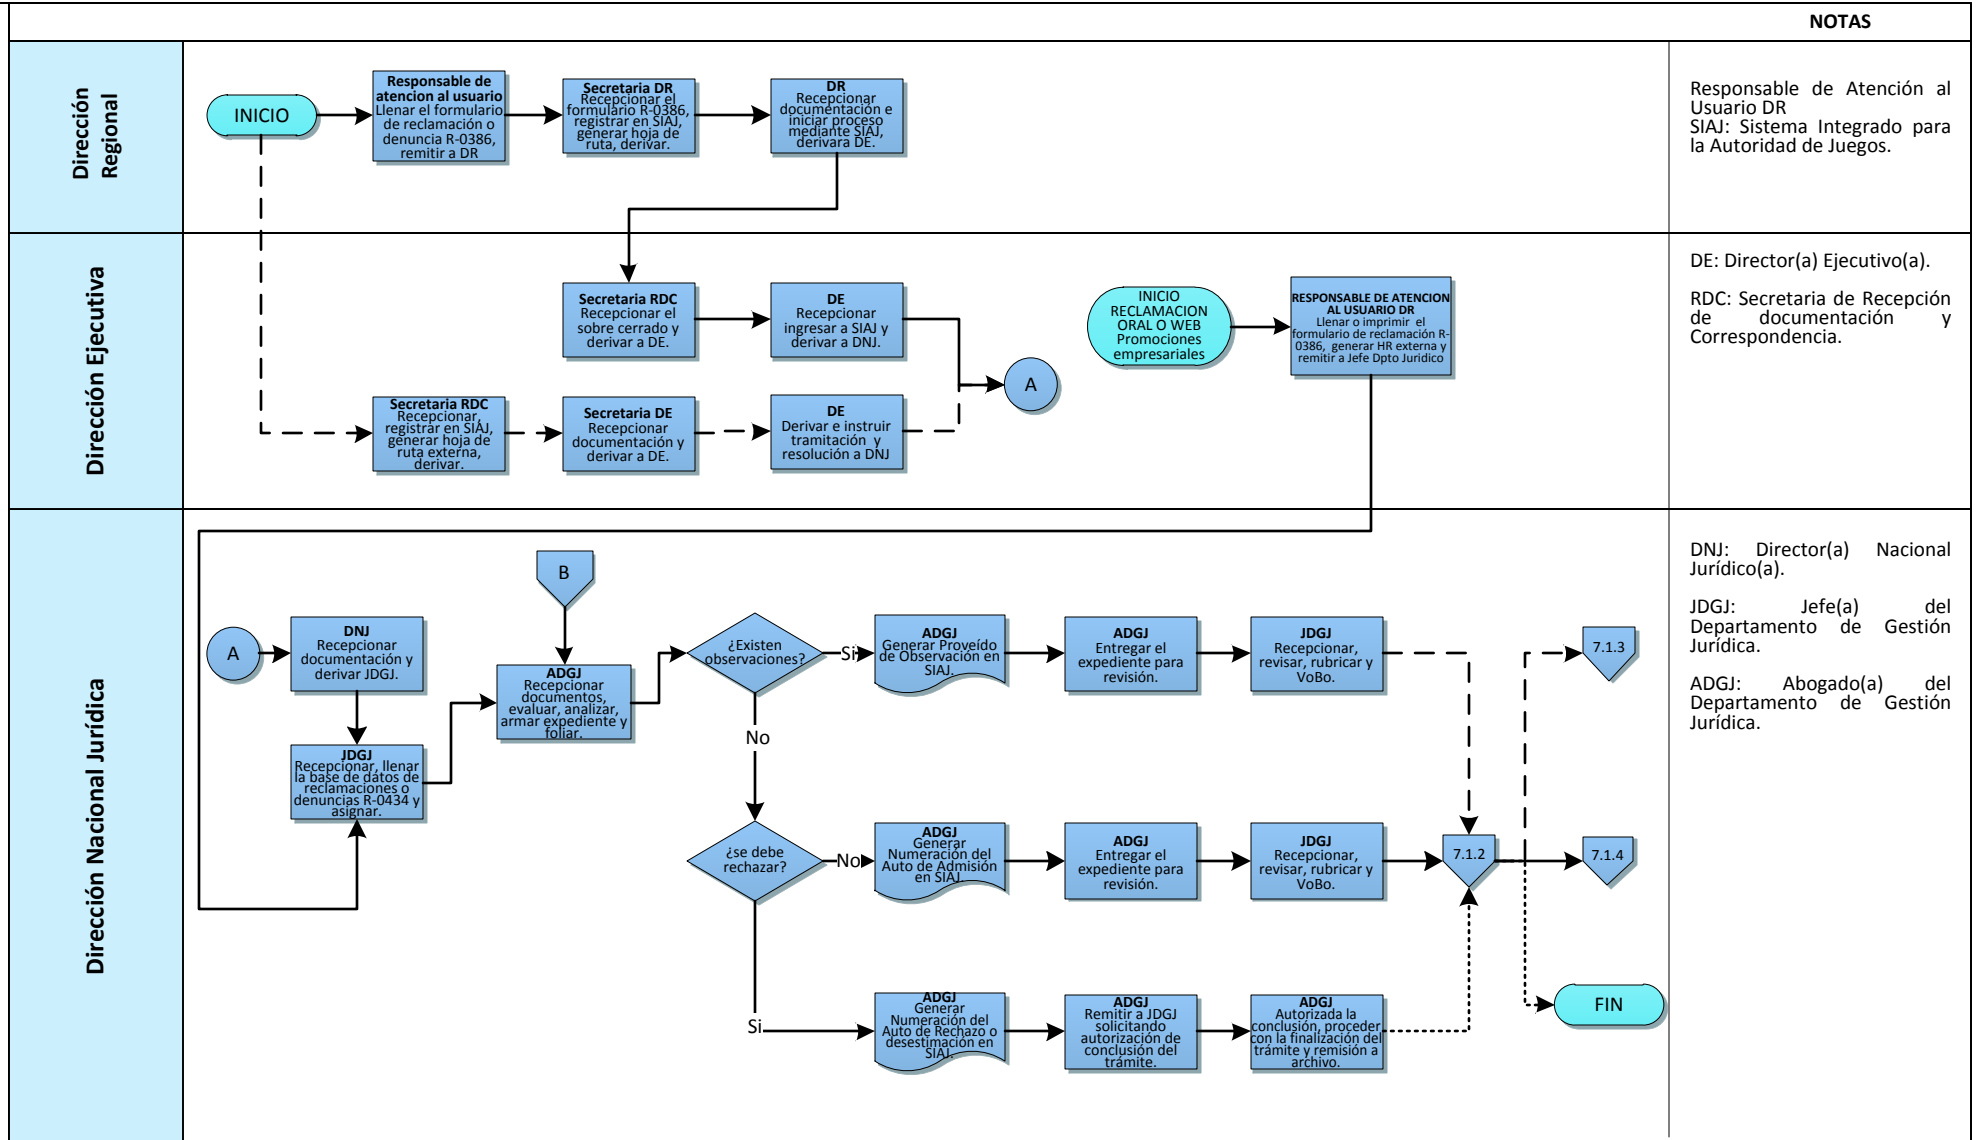 NOTAS
Dirección
Regional
INICIO
Responsable de
atencion al usuario
Llenar el formulario
de reclamación o
denuncia R-0386,
remitir a DR
Secretaria DR
Recepcionar el
formulario R-0386,
registrar en SIAJ,
generar hoja de
ruta, derivar.
DR
Recepcionar
documentación e
iniciar proceso
mediante SIAJ,
derivara DE.
Responsable de Atención al
Usuario DR
SIAJ: Sistema Integrado para
la Autoridad de Juegos.
Dirección Ejecutiva
Secretaria RDC
Recepcionar el
sobre cerrado y
derivar a DE.
DE
Recepcionar
ingresar a SIAJ y
derivar a DNJ.
INICIO
RECLAMACION
ORAL O WEB
Promociones
empresariales
RESPONSABLE DE ATENCION
AL USUARIO DR
Llenar o imprimir el
formulario de reclamación R-
0386, generar HR externa y
remitir a Jefe Dpto Juridico
A
Secretaria RDC
Recepcionar,
registrar en SIAJ,
generar hoja de
ruta externa,
derivar.
Secretaria DE
Recepcionar
documentación y
derivar a DE.
DE
Derivar e instruir
tramitación y
resolución a DNJ
DE: Director(a) Ejecutivo(a).
RDC: Secretaria de Recepción
de documentación y
Correspondencia.
Dirección Nacional Jurídica
B
A
DNJ
Recepcionar
documentación y
derivar JDGJ.
JDGJ
Recepcionar, llenar
la base de datos de
reclamaciones o
denuncias R-0434 y
asignar.
ADGJ
Recepcionar
documentos,
evaluar, analizar,
armar expediente y
foliar.
¿Existen
observaciones?
Si
ADGJ
Generar Proveído
de Observación en
SIAJ.
ADGJ
Entregar el
expediente para
revisión.
JDGJ
Recepcionar,
revisar, rubricar y
VoBo.
7.1.3
No
¿se debe
rechazar?
No
ADGJ
Generar
Numeración del
Auto de Admisión
en SIAJ.
ADGJ
Entregar el
expediente para
revisión.
JDGJ
Recepcionar,
revisar, rubricar y
VoBo.
7.1.2
7.1.4
Si
ADGJ
Generar
Numeración del
Auto de Rechazo o
desestimación en
SIAJ.
ADGJ
Remitir a JDGJ
solicitando
autorización de
conclusión del
trámite.
ADGJ
Autorizada la
conclusión, proceder
con la finalización del
trámite y remisión a
archivo.
FIN
DNJ: Director(a) Nacional
Jurídico(a).
JDGJ: Jefe(a) del
Departamento de Gestión
Jurídica.
ADGJ: Abogado(a) del
Departamento de Gestión
Jurídica.